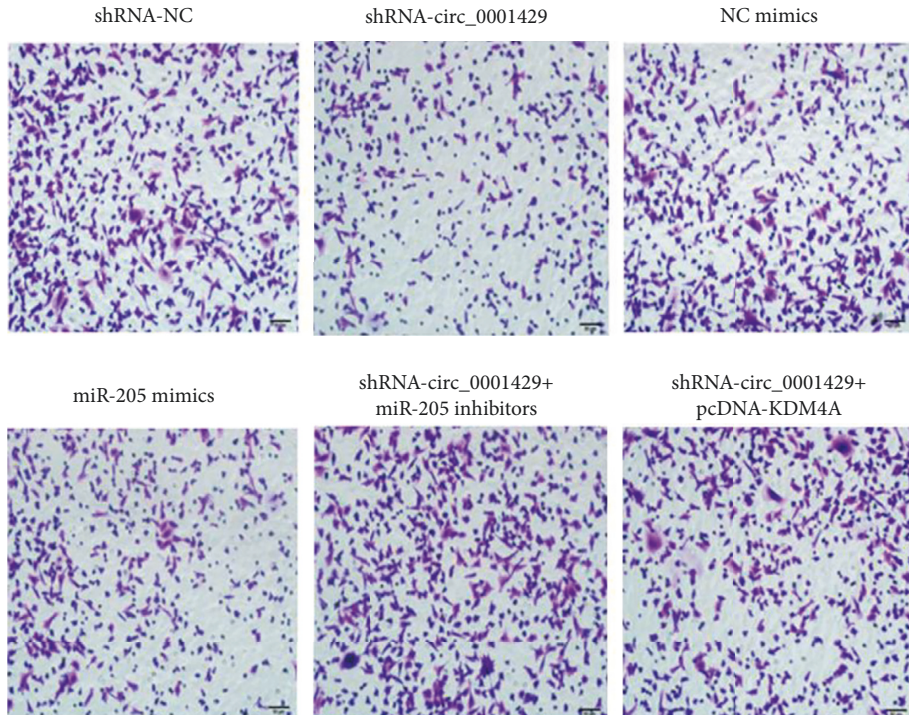 shRNA-NC
shRNA-circ_0001429
NC mimics
miR-205 mimics
shRNA-circ_0001429+
miR-205 inhibitors
shRNA-circ_0001429+
pcDNA-KDM4A